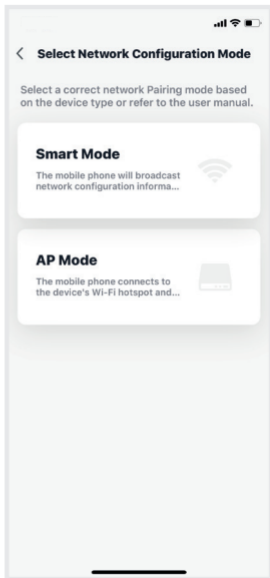 Select Network Configuration Mode
Select a correct network Pairing mode based
on the device type or refer to the user manual.
Smart Mode
The mobile phone will broadcast
network configuration informa...
AP Mode
The mobile phone connects to
the device's Wi-Fi hotspot and...